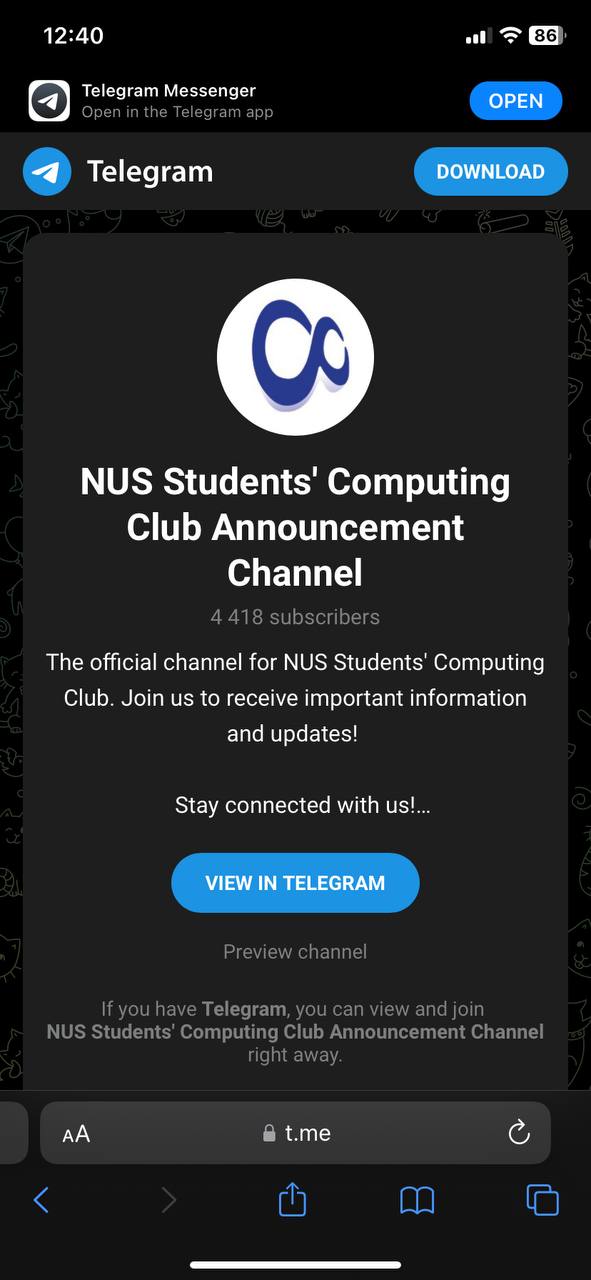 12:40
86
Telegram Messenger
Open in the Telegram app
OPEN
Telegram
DOWNLOAD
NUS Students' Computing
Club Announcement
Channel
4 418 subscribers
The official channel for NUS Students' Computing
Club. Join us to receive important information
and updates!
Stay connected with us!…
VIEW IN TELEGRAM
Preview channel
If you have Telegram, you can view and join
NUS Students' Computing Club Announcement Channel
right away.
AA
t.me